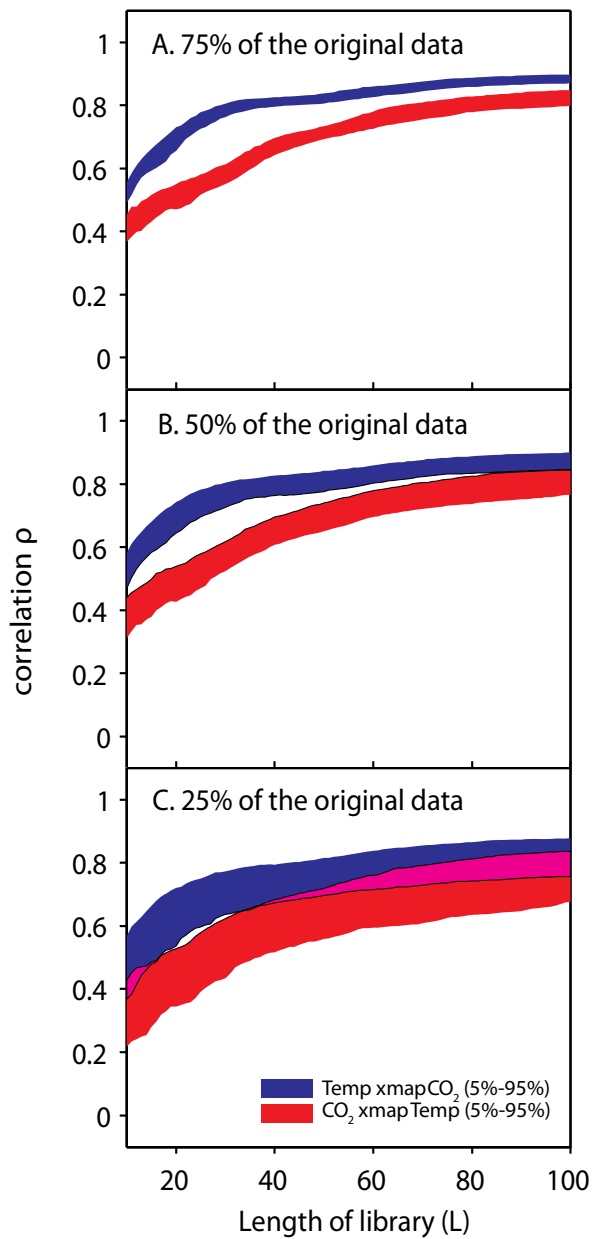 A. 75% of the original data
1
0.8
0.6
0.4
0.2
0
B. 50% of the original data
1
0.8
0.6
0.4
0.2
0
correlation ρ
C. 25% of the original data
1
0.8
0.6
0.4
0.2
0
Temp xmap CO₂ (5%-95%)
CO₂ xmap Temp (5%-95%)
20 40 60 80 100
Length of library (L)